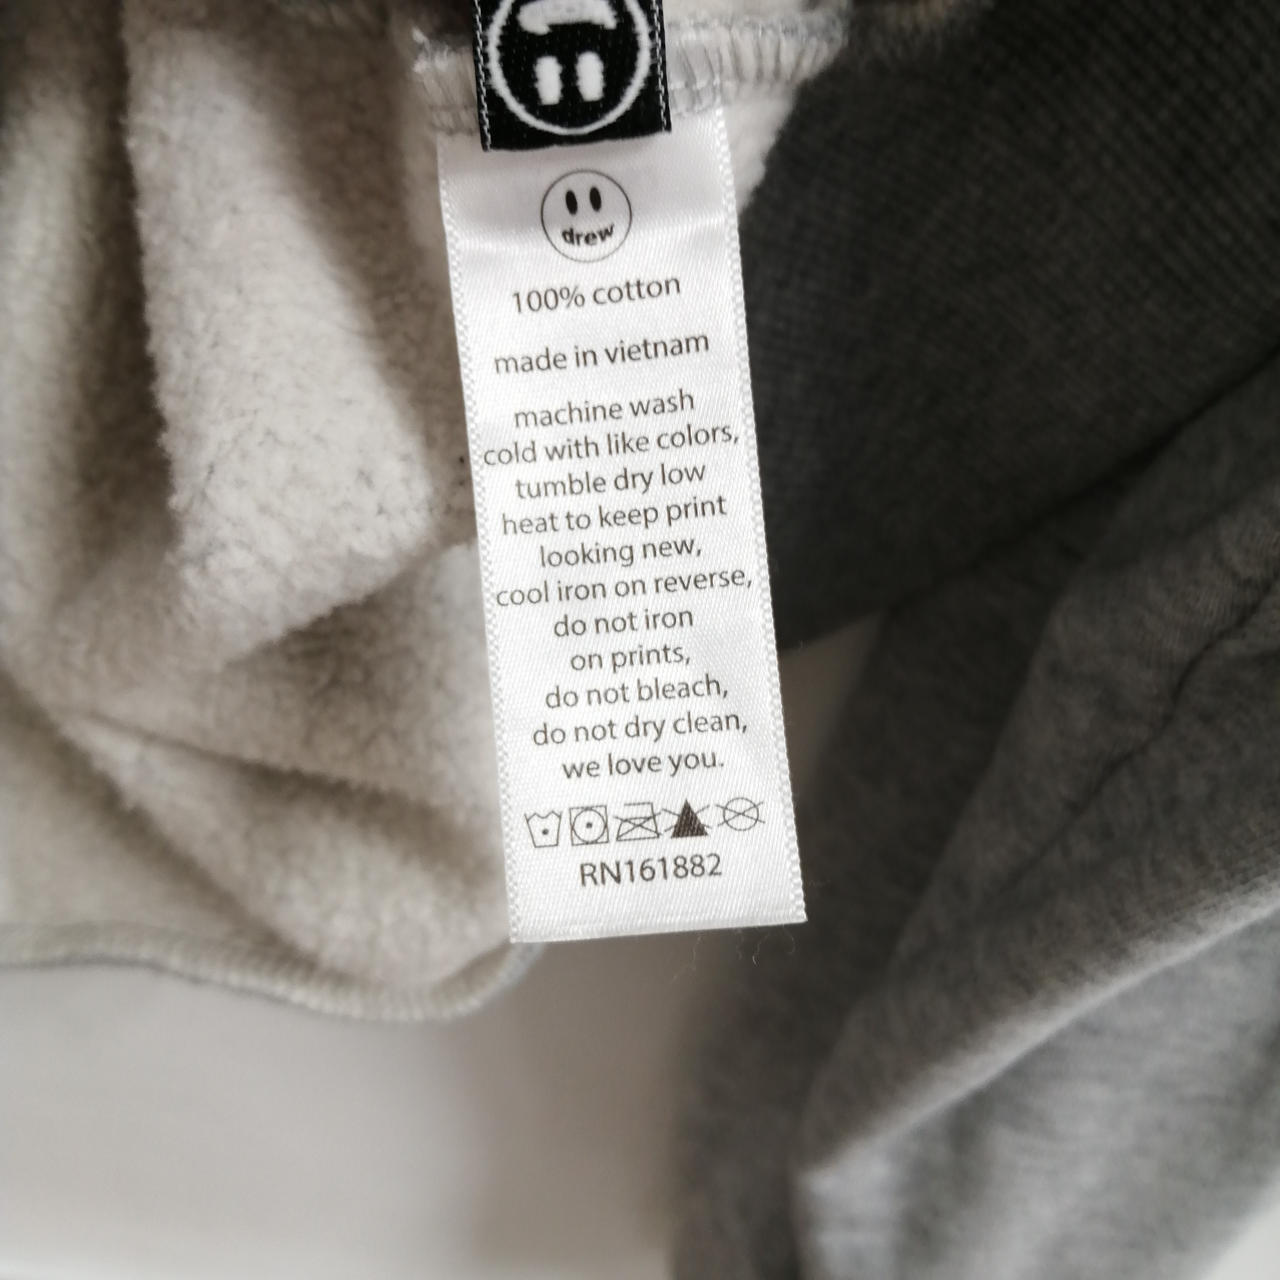 drew
100% cotton
made in vietnam
machine wash
cold with like colors,
tumble dry low
heat to keep print
looking new,
cool iron on reverse,
do not iron
on prints,
do not bleach,
do not dry clean,
we love you.
RN161882